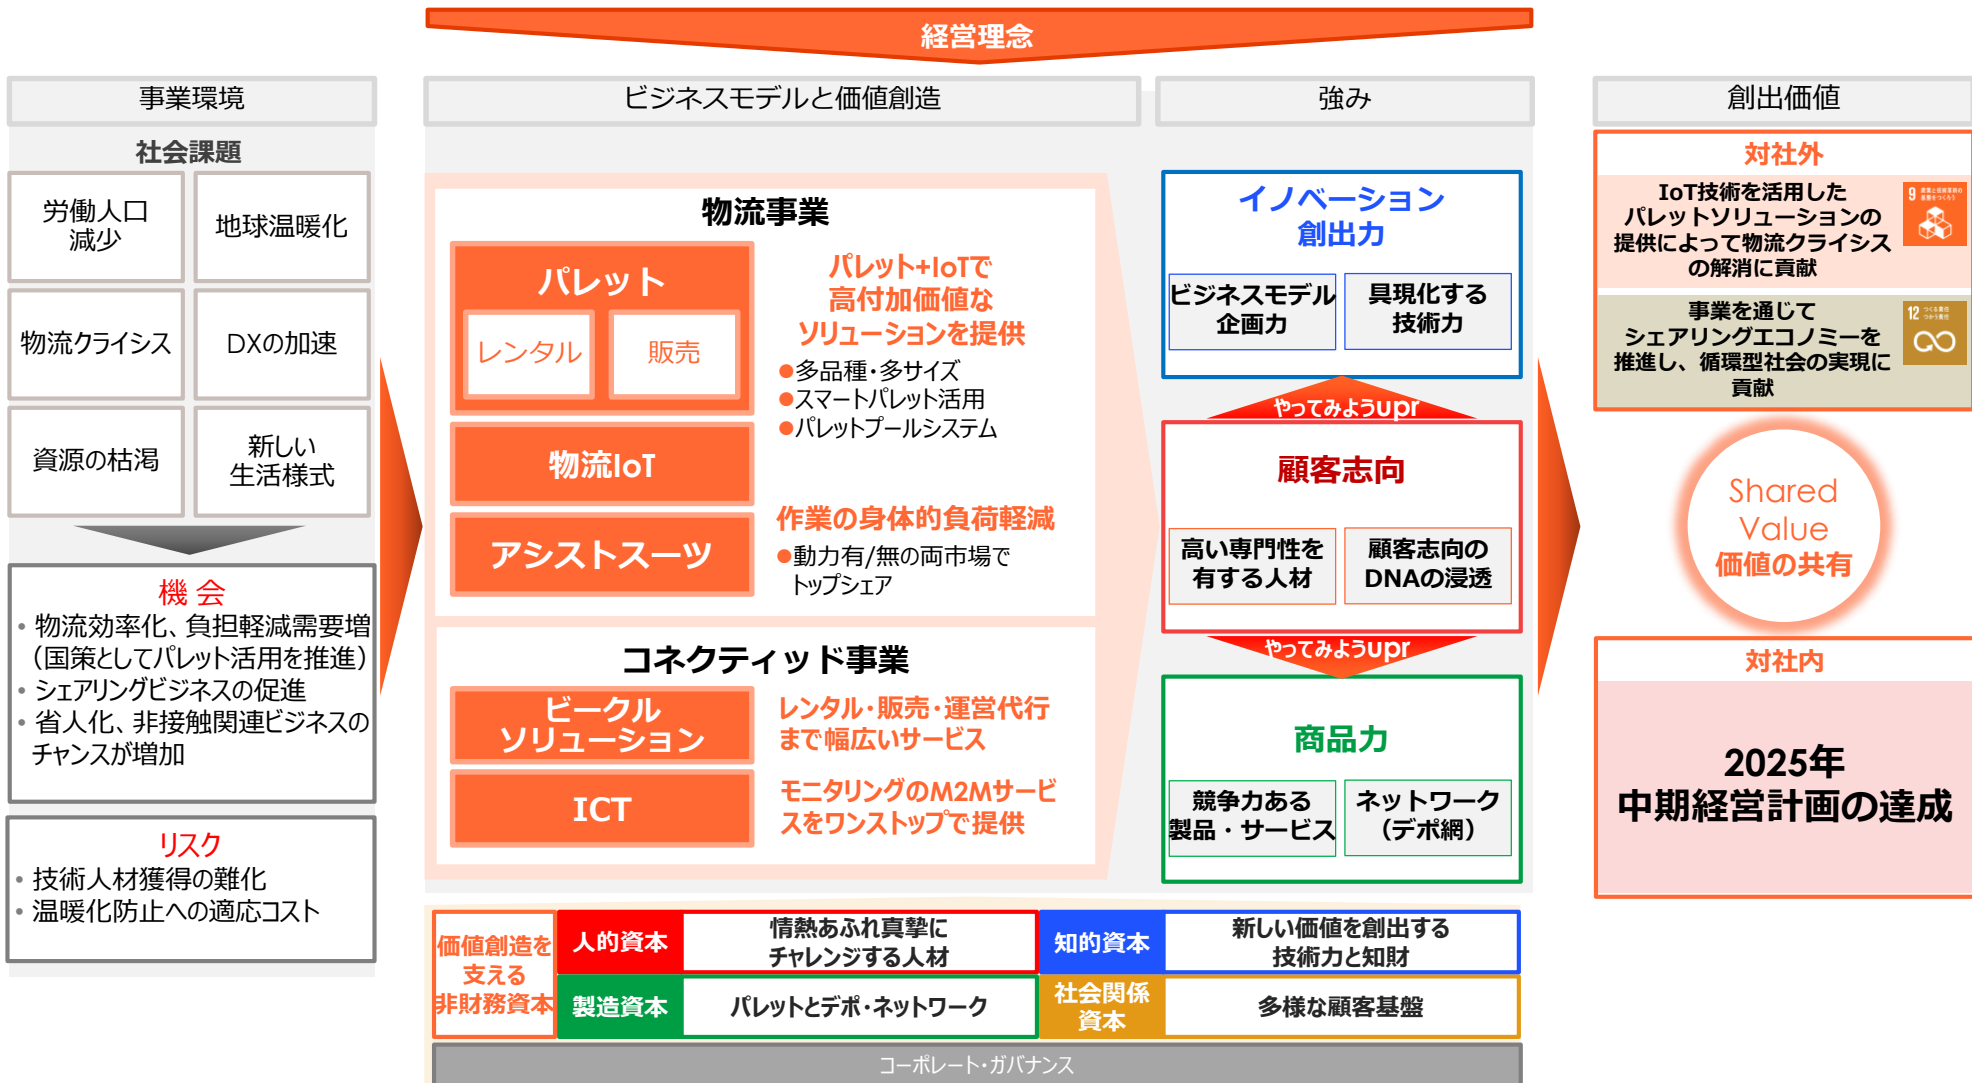 経営理念
事業環境
社会課題
労働人口
減少
地球温暖化
物流クライシス
DXの加速
資源の枯渇
新しい
生活様式
機 会
• 物流効率化、負担軽減需要増
（国策としてパレット活用を推進）
• シェアリングビジネスの促進
• 省人化、非接触関連ビジネスの
チャンスが増加
リスク
• 技術人材獲得の難化
• 温暖化防止への適応コスト
ビジネスモデルと価値創造
物流事業
パレット
レンタル
販売
物流IoT
アシストスーツ
パレット+IoTで
高付加価値な
ソリューションを提供
●多品種・多サイズ
●スマートパレット活用
●パレットプールシステム
作業の身体的負荷軽減
●動力有/無の両市場で
トップシェア
コネクティッド事業
ビークル
ソリューション
レンタル・販売・運営代行
まで幅広いサービス
ICT
モニタリングのM2Mサービ
スをワンストップで提供
強み
イノベーション
創出力
ビジネスモデル
企画力
具現化する
技術力
やってみようupr
顧客志向
高い専門性を
有する人材
顧客志向の
DNAの浸透
やってみようupr
商品力
競争力ある
製品・サービス
ネットワーク
（デポ網）
創出価値
対社外
IoT技術を活用した
パレットソリューションの
提供によって物流クライシス
の解消に貢献
9 産業と技術革新の
基盤をつくろう
事業を通じて
シェアリングエコノミーを
推進し、循環型社会の実現に
貢献
12 つくる責任
つかう責任
Shared
Value
価値の共有
対社内
2025年
中期経営計画の達成
価値創造を
支える
非財務資本
人的資本
情熱あふれ真摯に
チャレンジする人材
知的資本
新しい価値を創出する
技術力と知財
製造資本
パレットとデポ・ネットワーク
社会関係
資本
多様な顧客基盤
コーポレート・ガバナンス